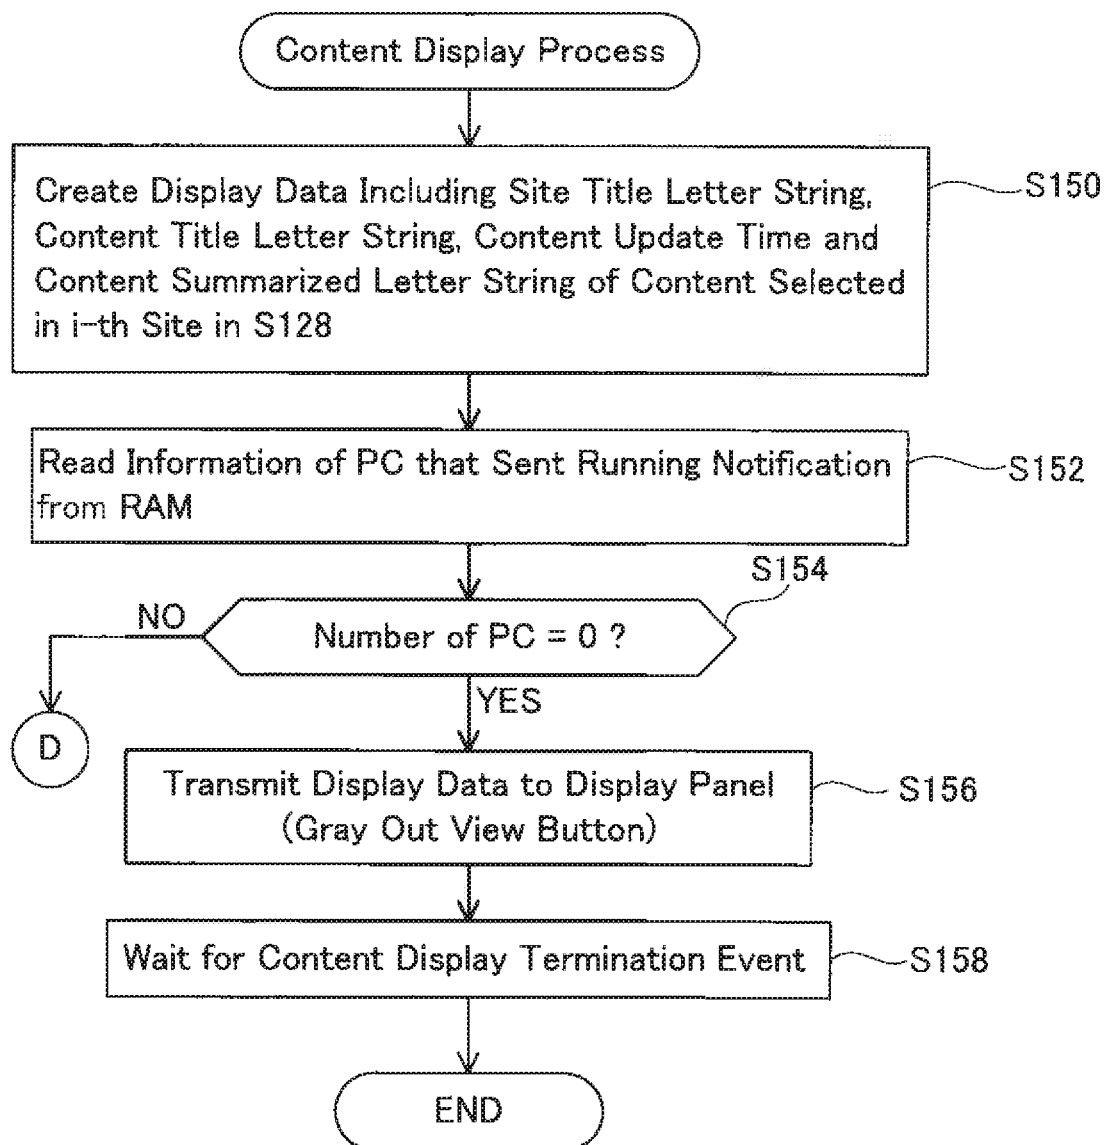 Content Display Process
Create Display Data Including Site Title Letter String,
Content Title Letter String, Content Update Time and
Content Summarized Letter String of Content Selected
in i-th Site in S128
S150
Read Information of PC that Sent Running Notification
from RAM
S152
S154
Number of PC = 0 ?
NO
YES
D
Transmit Display Data to Display Panel
(Gray Out View Button)
S156
Wait for Content Display Termination Event
S158
END